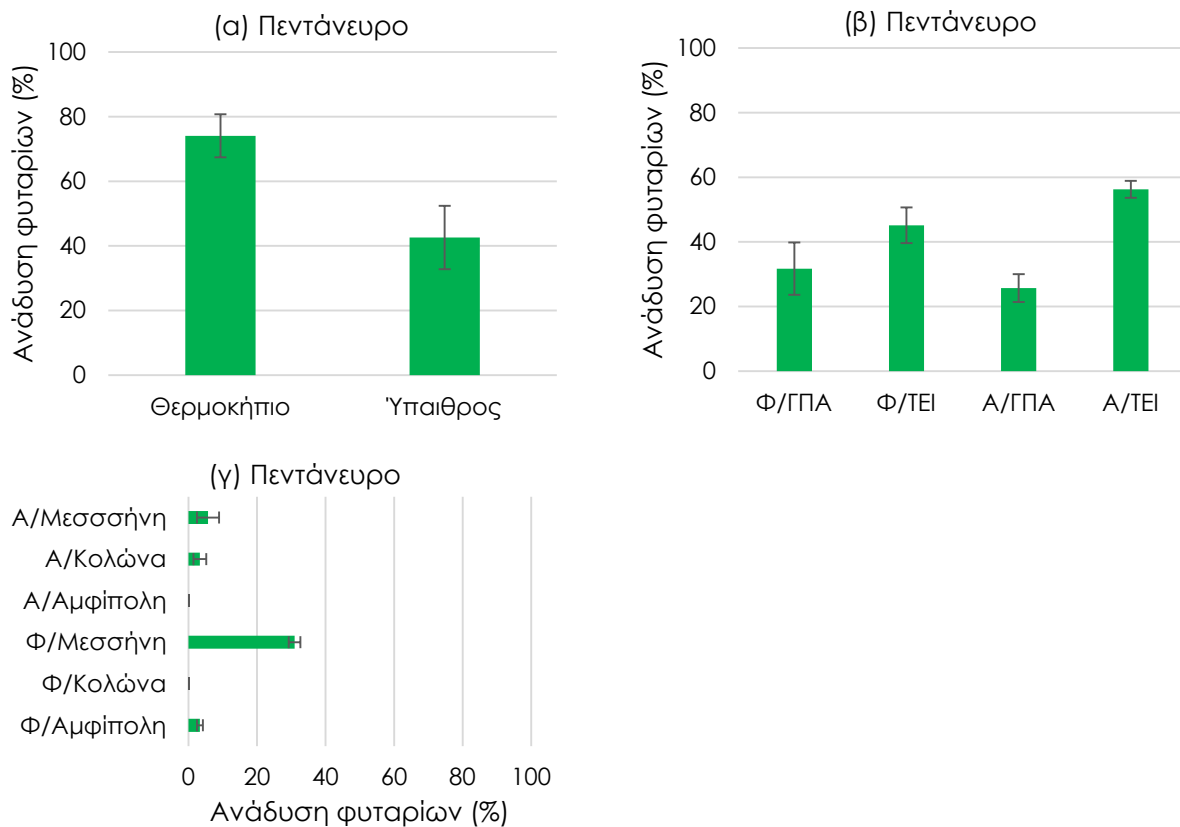 (α) Πεντάνευρο
Ανάδυση φυταρίων (%)
100
80
60
40
20
0
Θερμοκήπιο Ύπαιθρος
(β) Πεντάνευρο
Ανάδυση φυταρίων (%)
100
80
60
40
20
0
Φ/ΓΠΑ Φ/ΤΕΙ Α/ΓΠΑ Α/ΤΕΙ
(γ) Πεντάνευρο
Α/Μεσσσήνη
Α/Κολώνα
Α/Αμφίπολη
Φ/Μεσσήνη
Φ/Κολώνα
Φ/Αμφίπολη
0 20 40 60 80 100
Ανάδυση φυταρίων (%)